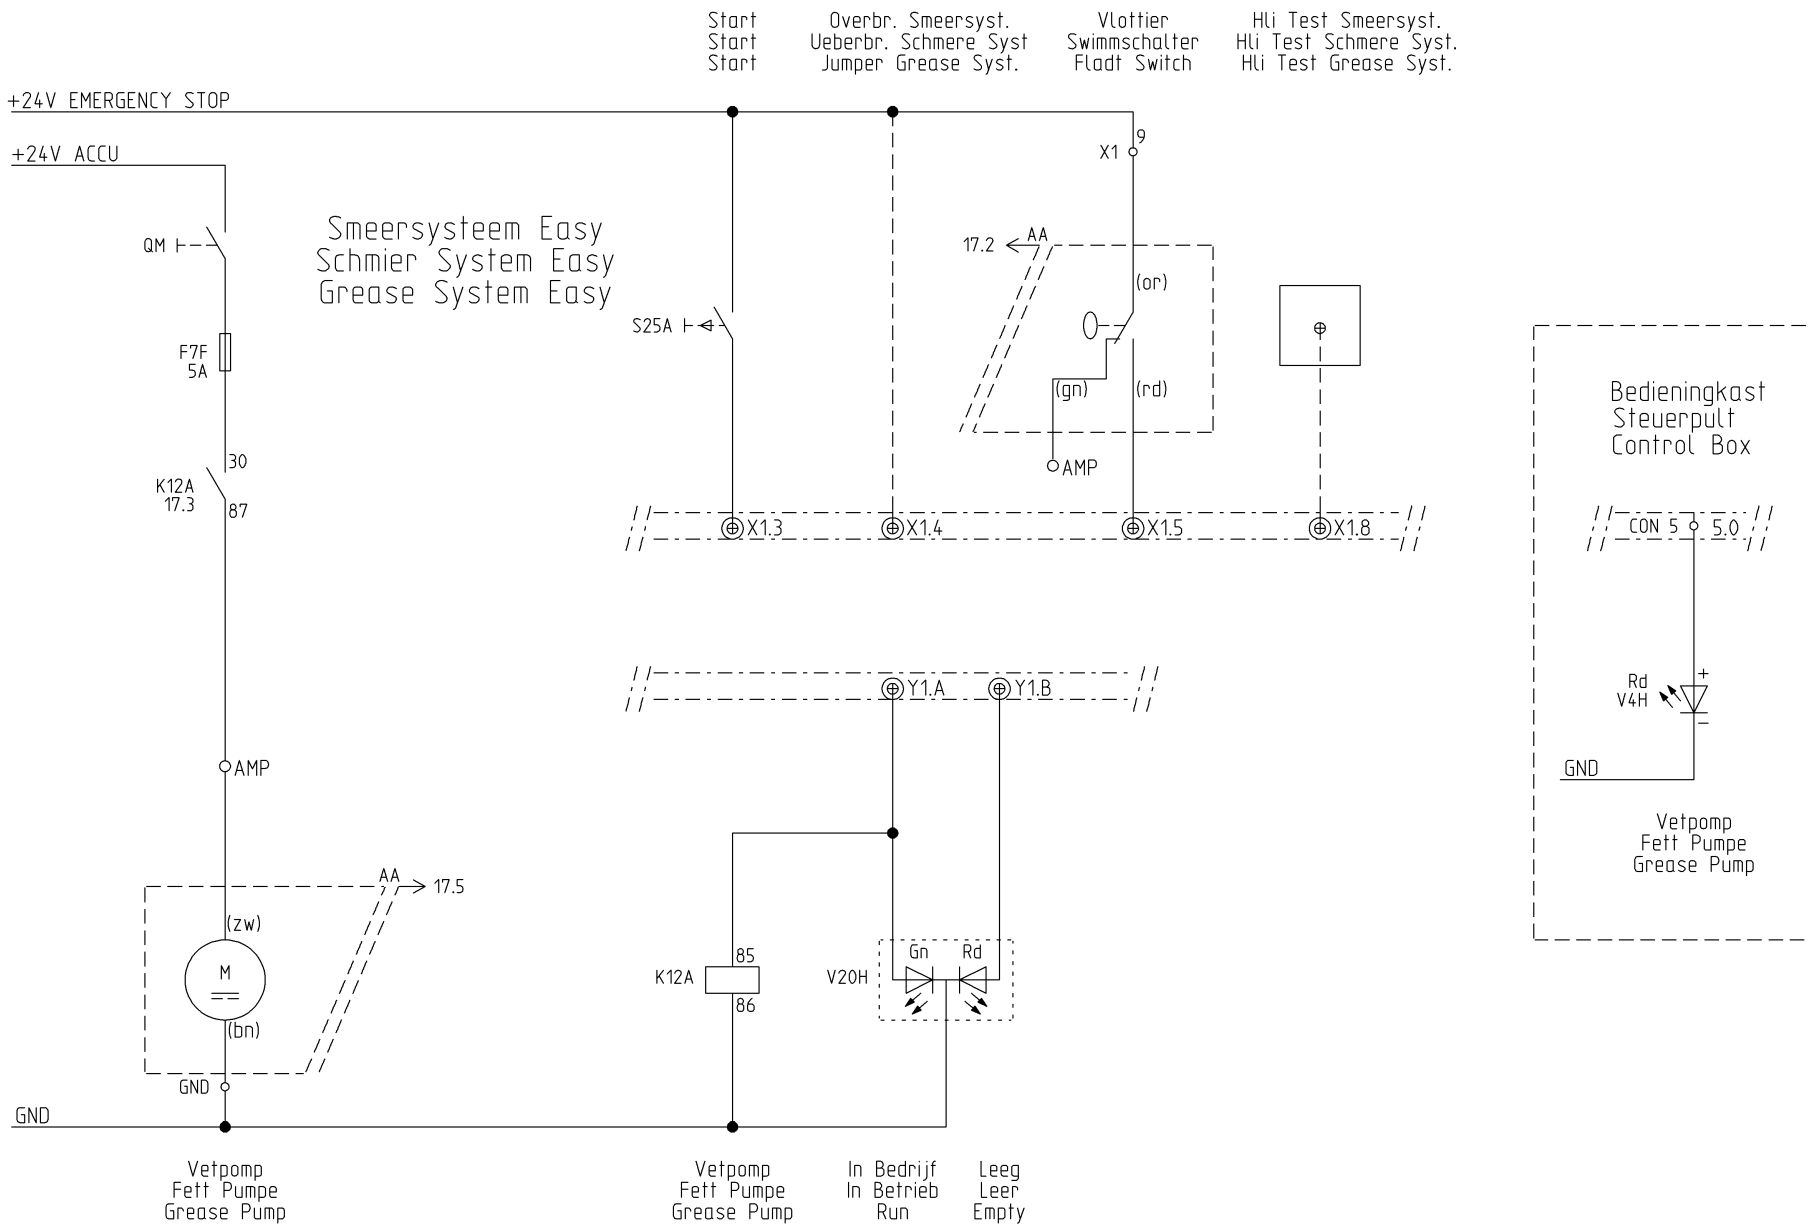 Start
Start
Start
Overbr. Smeersyst.
Ueberbr. Schmere Syst
Jumper Grease Syst.
Vlottier
Swimmschalter
Fladt Switch
Hli Test Smeersyst.
Hli Test Schmere Syst.
Hli Test Grease Syst.
+24V EMERGENCY STOP
+24V ACCU
9
X1
Smeersysteem Easy
Schmier System Easy
Grease System Easy
QM
17.2
AA
(or)
S25A
F7F
5A
(gn)
(rd)
AMP
Bedieningkast
Steuerpult
Control Box
30
K12A
17.3
87
X1.3
X1.4
X1.5
X1.8
CON 5
5.0
Y1.A
Y1.B
Rd
V4H
+
−
GND
AMP
Vetpomp
Fett Pumpe
Grease Pump
AA
17.5
(zw)
M
(bn)
GND
85
K12A
86
Gn
Rd
V20H
GND
Vetpomp
Fett Pumpe
Grease Pump
Vetpomp
Fett Pumpe
Grease Pump
In Bedrijf
In Betrieb
Run
Leeg
Leer
Empty